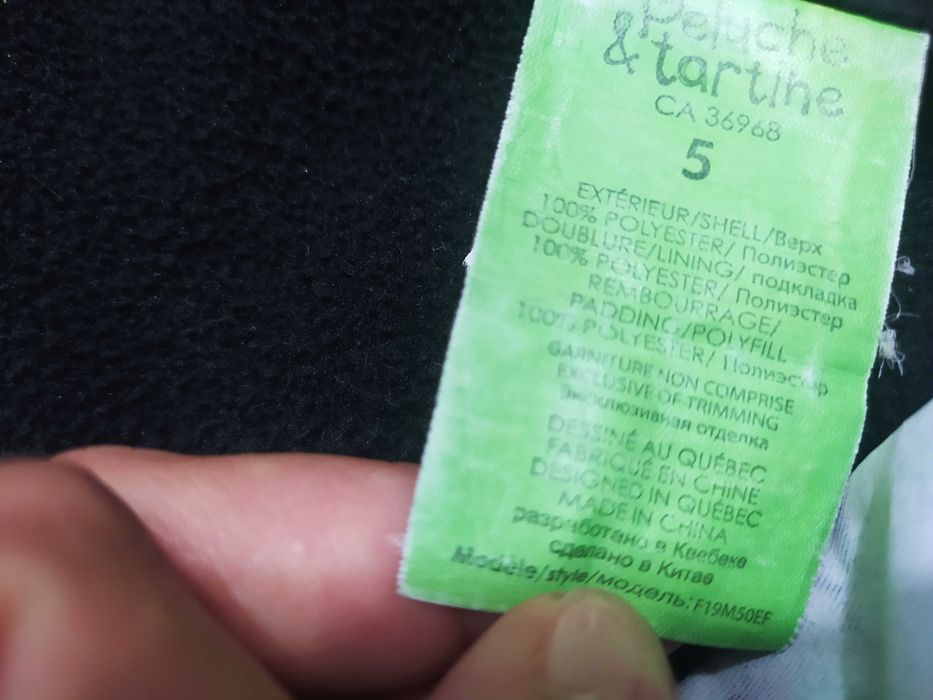 Peluche
& tartine
CA 36968
5
EXTÉRIEUR/SHELL/Верх
100% POLYESTER/ Полиэстер
DOUBLURE/LINING/ подкладка
100% POLYESTER/ Полиэстер
REMBOURRAGE/
PADDING/POLYFILL
100% POLYESTER/ Полиэстер
GARNITURE NON COMPRISE
EXCLUSIVE OF TRIMMING
Эксклюзивная отделка
DESSINÉ AU QUÉBEC
FABRIQUÉ EN CHINE
DESIGNED IN QUÉBEC
MADE IN CHINA
разработано в Квебеке
сделано в Китае
Modèle/style/модель: F19M50EF